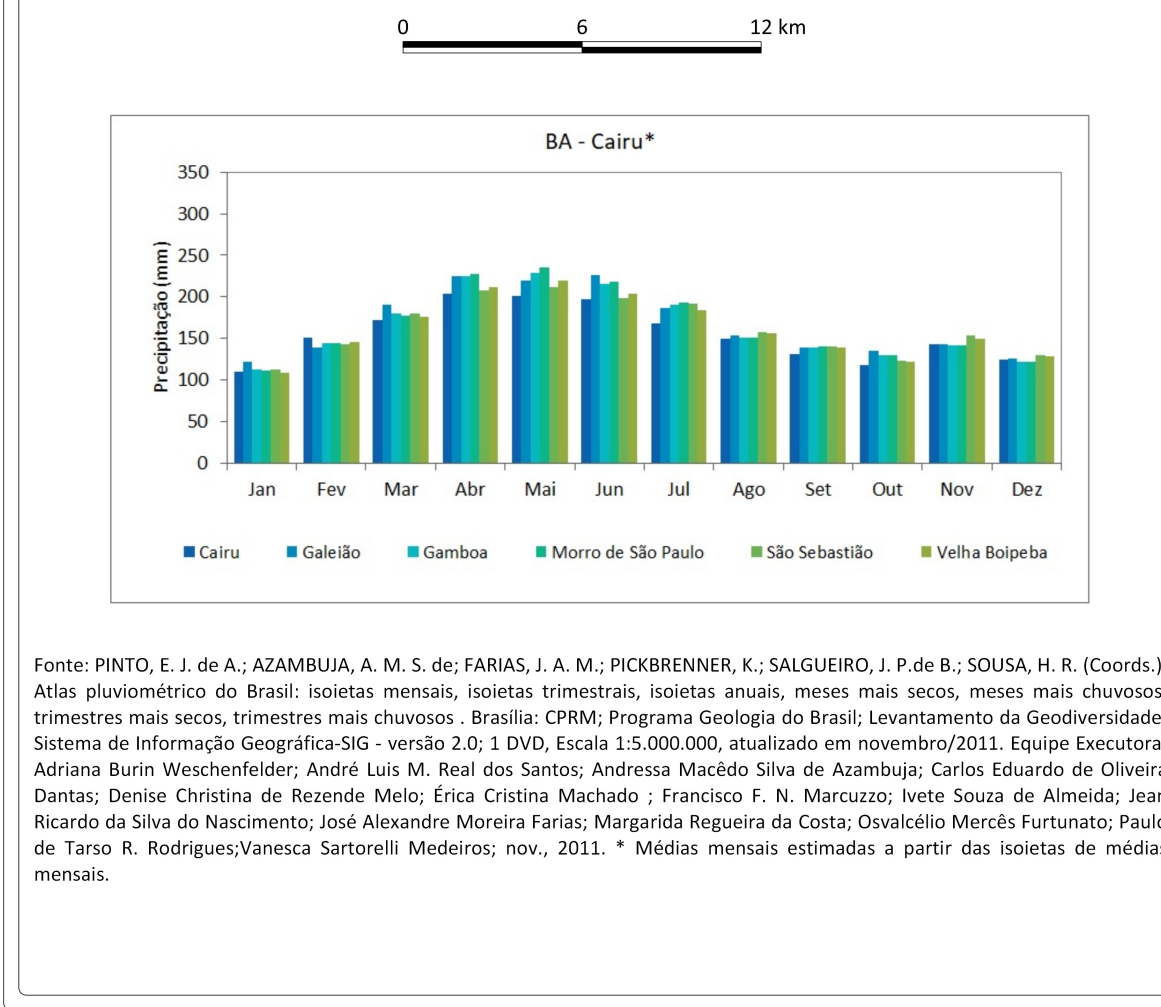 0 6 12 km
BA - Cairu*
Precipitação (mm)
350
300
250
200
150
100
50
0
Jan Fev Mar Abr Mai Jun Jul Ago Set Out Nov Dez
Cairu Galeião Gamboa Morro de São Paulo São Sebastião Velha Boipeba
Fonte: PINTO, E. J. de A.; AZAMBUJA, A. M. S. de; FARIAS, J. A. M.; PICKBRENNER, K.; SALGUEIRO, J. P.de B.; SOUSA, H. R. (Coords.)
Atlas pluviométrico do Brasil: isoietas mensais, isoietas trimestrais, isoietas anuais, meses mais secos, meses mais chuvosos
trimestres mais secos, trimestres mais chuvosos . Brasília: CPRM; Programa Geologia do Brasil; Levantamento da Geodiversidade
Sistema de Informação Geográfica-SIG - versão 2.0; 1 DVD, Escala 1:5.000.000, atualizado em novembro/2011. Equipe Executora
Adriana Burin Weschenfelder; André Luis M. Real dos Santos; Andressa Macêdo Silva de Azambuja; Carlos Eduardo de Oliveira
Dantas; Denise Christina de Rezende Melo; Érica Cristina Machado ; Francisco F. N. Marcuzzo; Ivete Souza de Almeida; Jean
Ricardo da Silva do Nascimento; José Alexandre Moreira Farias; Margarida Regueira da Costa; Osvalcélio Mercês Furtunato; Paulo
de Tarso R. Rodrigues;Vanesca Sartorelli Medeiros; nov., 2011. * Médias mensais estimadas a partir das isoietas de médias
mensais.